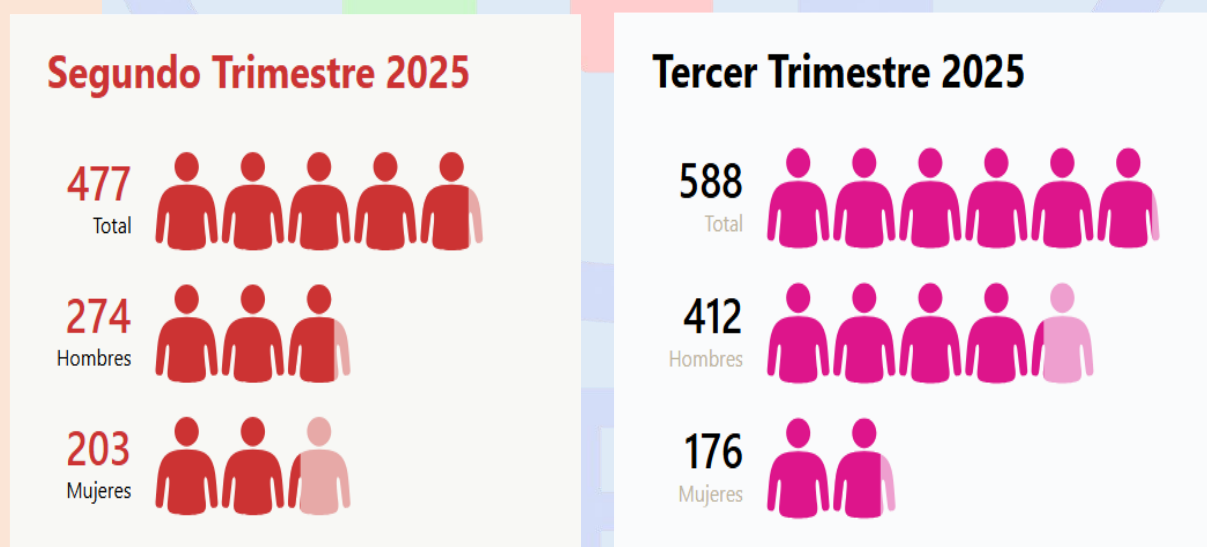 Segundo Trimestre 2025
477
Total
274
Hombres
203
Mujeres
Tercer Trimestre 2025
588
Total
412
Hombres
176
Mujeres